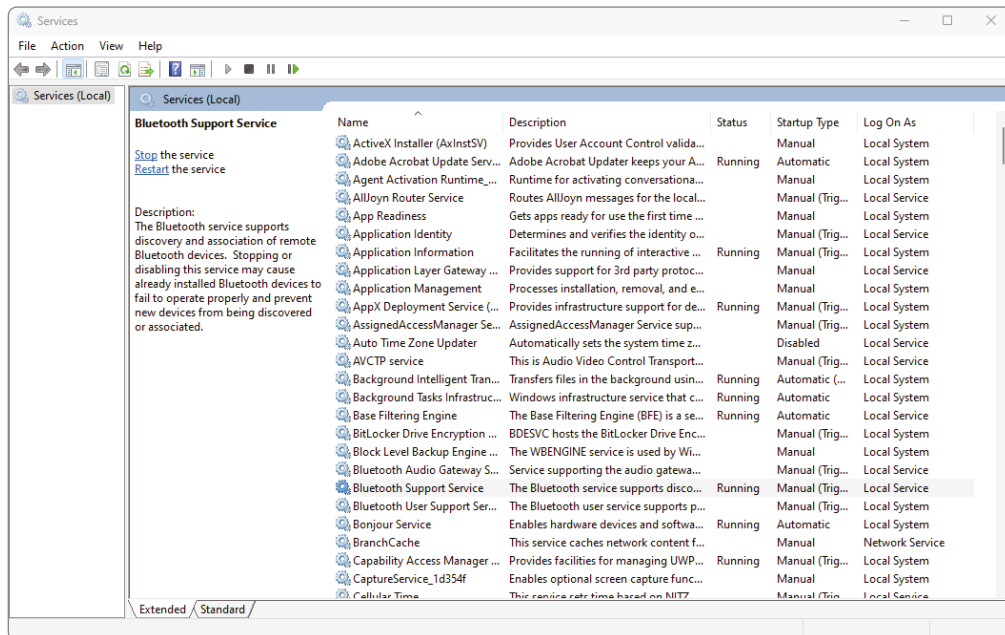 Services
File Action View Help
Services (Local)
Services (Local)
Bluetooth Support Service
Stop the service
Restart the service
Description:
The Bluetooth service supports
discovery and association of remote
Bluetooth devices. Stopping or
disabling this service may cause
already installed Bluetooth devices to
fail to operate properly and prevent
new devices from being discovered
or associated.
Name Description Status Startup Type Log On As
ActiveX Installer (AxInstSV) Provides User Account Control valida... Manual Local System
Adobe Acrobat Update Serv... Adobe Acrobat Updater keeps your A... Running Automatic Local System
Agent Activation Runtime_... Runtime for activating conversationa... Manual Local System
AllJoyn Router Service Routes AllJoyn messages for the local... Manual (Trig... Local Service
App Readiness Gets apps ready for use the first time ... Manual Local System
Application Identity Determines and verifies the identity o... Manual (Trig... Local Service
Application Information Facilitates the running of interactive ... Running Manual (Trig... Local System
Application Layer Gateway ... Provides support for 3rd party protoc... Manual Local Service
Application Management Processes installation, removal, and e... Manual Local System
AppX Deployment Service (... Provides infrastructure support for de... Running Manual (Trig... Local System
AssignedAccessManager Se... AssignedAccessManager Service sup... Manual (Trig... Local System
Auto Time Zone Updater Automatically sets the system time z... Disabled Local Service
AVCTP service This is Audio Video Control Transport... Manual (Trig... Local Service
Background Intelligent Tran... Transfers files in the background usin... Running Automatic (... Local System
Background Tasks Infrastruc... Windows infrastructure service that c... Running Automatic Local System
Base Filtering Engine The Base Filtering Engine (BFE) is a se... Running Automatic Local Service
BitLocker Drive Encryption ... BDESVC hosts the BitLocker Drive Enc... Manual (Trig... Local System
Block Level Backup Engine ... The WBENGINE service is used by Wi... Manual Local System
Bluetooth Audio Gateway S... Service supporting the audio gatewa... Manual (Trig... Local Service
Bluetooth Support Service The Bluetooth service supports disco... Running Manual (Trig... Local Service
Bluetooth User Support Ser... The Bluetooth user service supports p... Manual (Trig... Local System
Bonjour Service Enables hardware devices and softwa... Running Automatic Local System
BranchCache This service caches network content f... Manual Network Service
Capability Access Manager ... Provides facilities for managing UWP... Running Manual (Trig... Local System
CaptureService_1d354f Enables optional screen capture func... Manual Local System
Cellular Time This service sets time based on NITZ Manual (Trig Local Service
Extended Standard